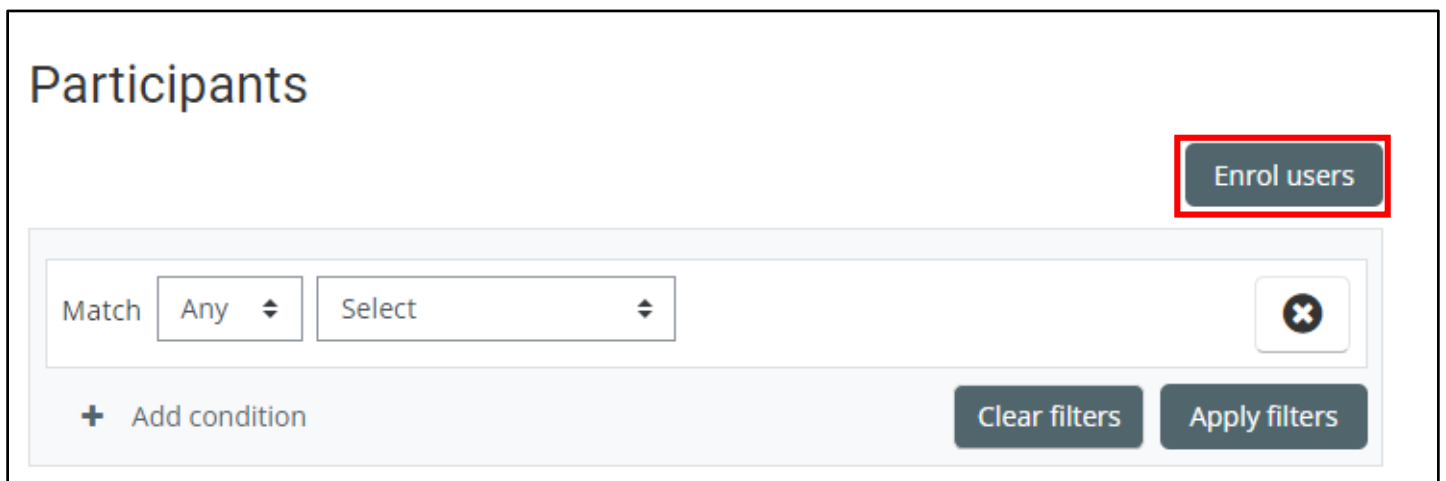 Participants
Enrol users
Match Any Select
Add condition Clear filters Apply filters